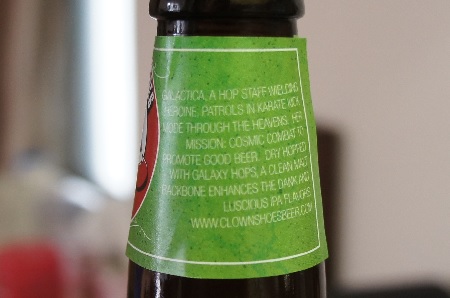 GALACTICA, A HOP STAFF WIELDING
HEROINE, PATROLS IN KARATE KICK
MODE THROUGH THE HEAVENS. HER
MISSION: COSMIC COMBAT TO
PROMOTE GOOD BEER. DRY HOPPED
WITH GALAXY HOPS, A CLEAN MALT
BACKBONE ENHANCES THE DANK AND
LUSCIOUS IPA FLAVORS.
WWW.CLOWNSHOESBEER.COM